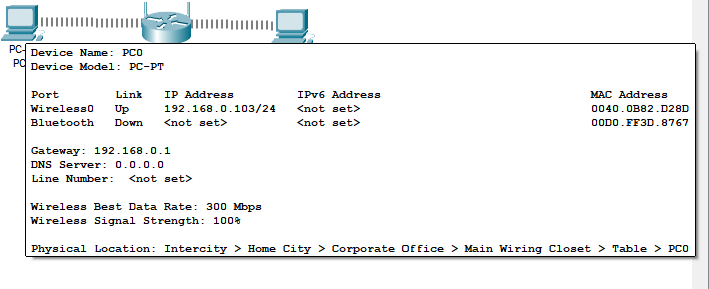 PC-
PC
Device Name: PC0
Device Model: PC-PT
Port Link IP Address IPv6 Address MAC Address
Wireless0 Up 192.168.0.103/24 <not set> 0040.0B82.D28D
Bluetooth Down <not set> <not set> 00D0.FF3D.8767
Gateway: 192.168.0.1
DNS Server: 0.0.0.0
Line Number: <not set>
Wireless Best Data Rate: 300 Mbps
Wireless Signal Strength: 100%
Physical Location: Intercity > Home City > Corporate Office > Main Wiring Closet > Table > PC0